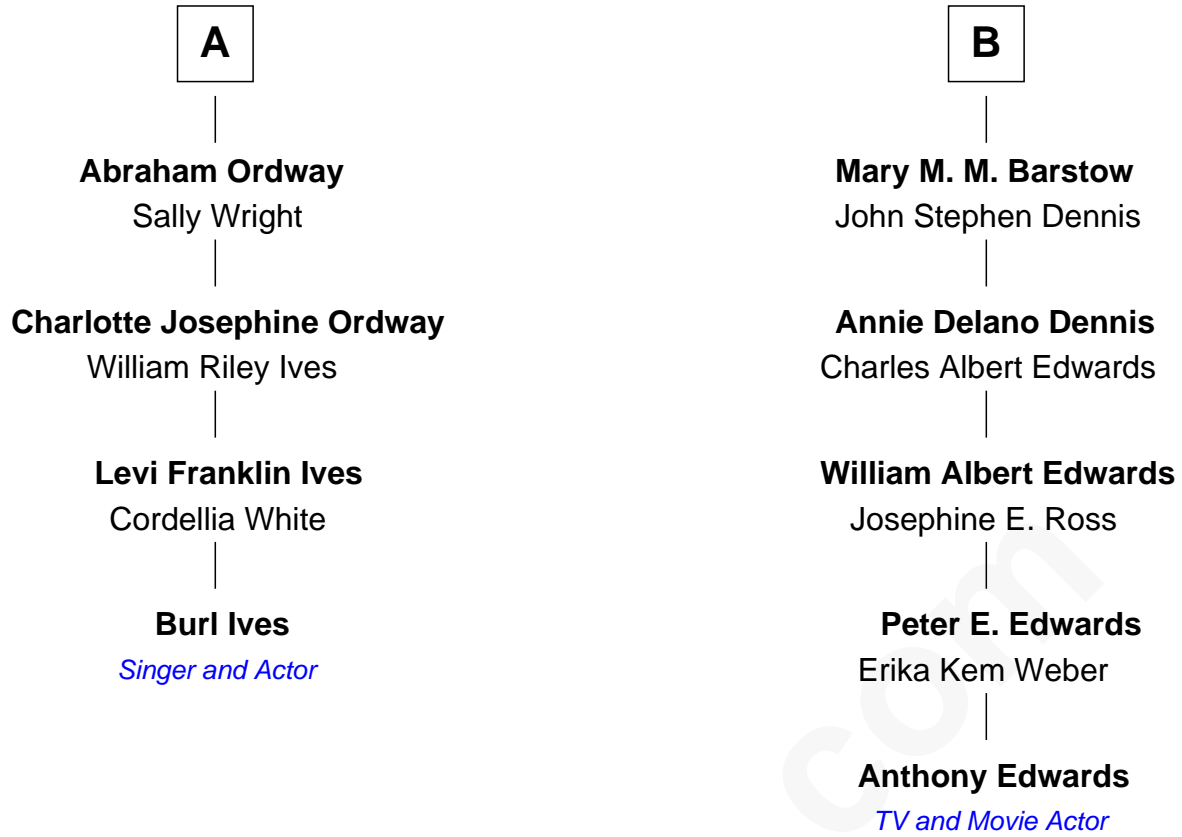 A
Abraham Ordway
Sally Wright
Charlotte Josephine Ordway
William Riley Ives
Levi Franklin Ives
Cordellia White
Burl Ives
Singer and Actor
B
Mary M. M. Barstow
John Stephen Dennis
Annie Delano Dennis
Charles Albert Edwards
William Albert Edwards
Josephine E. Ross
Peter E. Edwards
Erika Kem Weber
Anthony Edwards
TV and Movie Actor
com